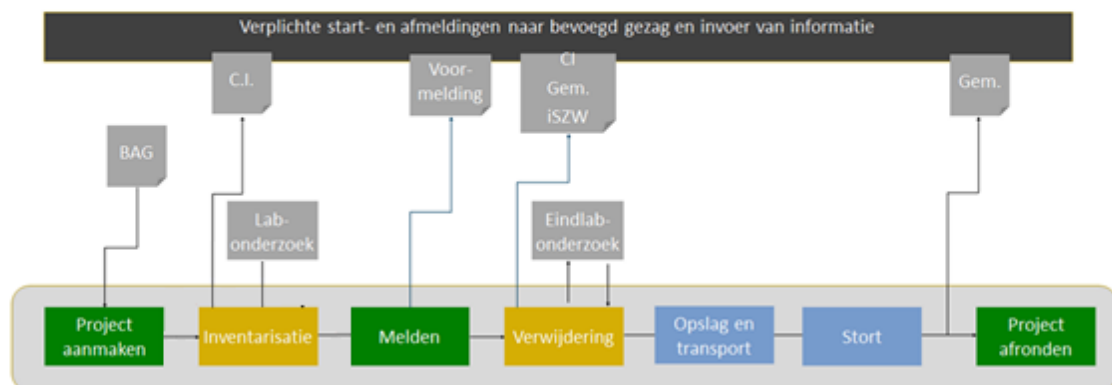 Verplichte start- en afmeldingen naar bevoegd gezag en invoer van informatie
C.I.
Voor-
melding
CI
Gem.
iSZW
Gem.
BAG
Lab-
onderzoek
Eindlab-
onderzoek
Project
aanmaken
Inventarisatie
Melden
Verwijdering
Opslag en
transport
Stort
Project
afronden